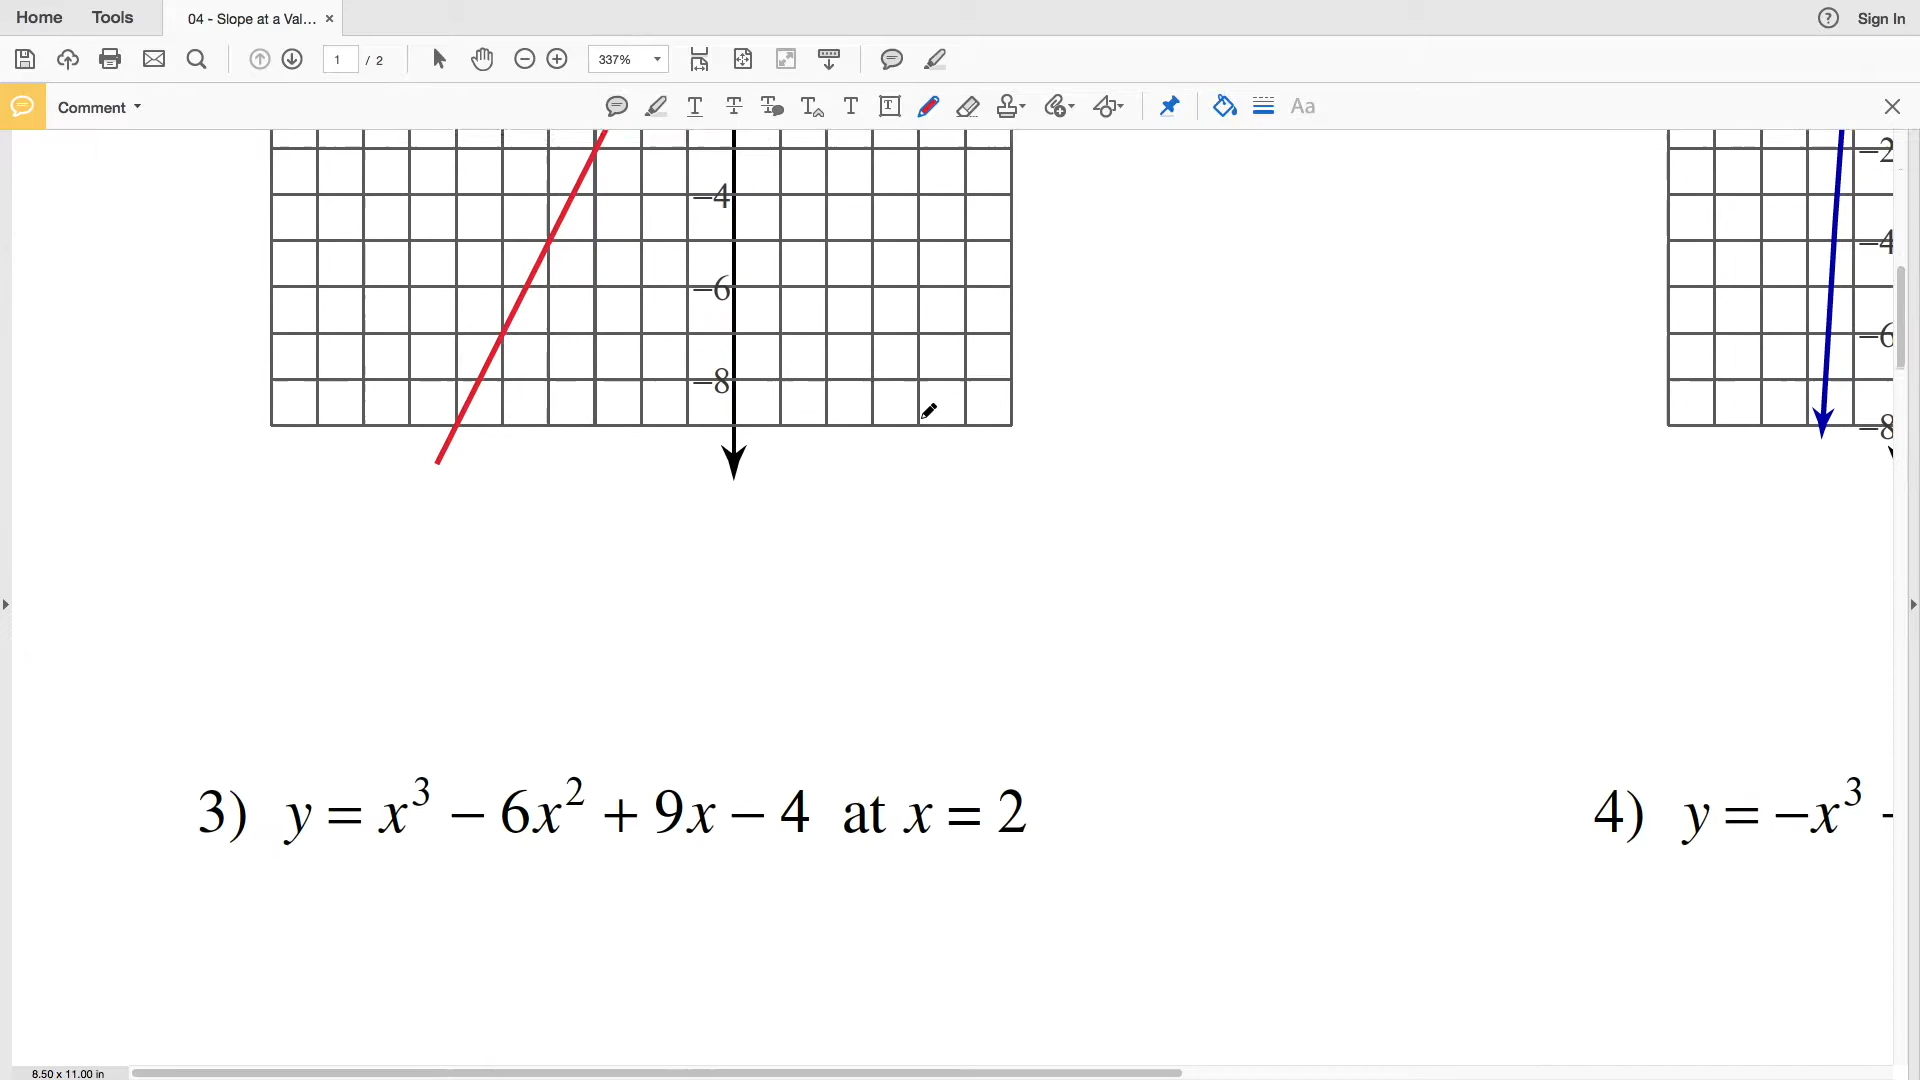 Home Tools 04 - Slope at a Val... × ? Sign In
1 / 2 337%
Comment T T T T T T Aa
−2
−4 −4
−6 −6
−8 −8
3) y = x³ − 6x² + 9x − 4 at x = 2 4) y = −x³ -
8.50 x 11.00 in